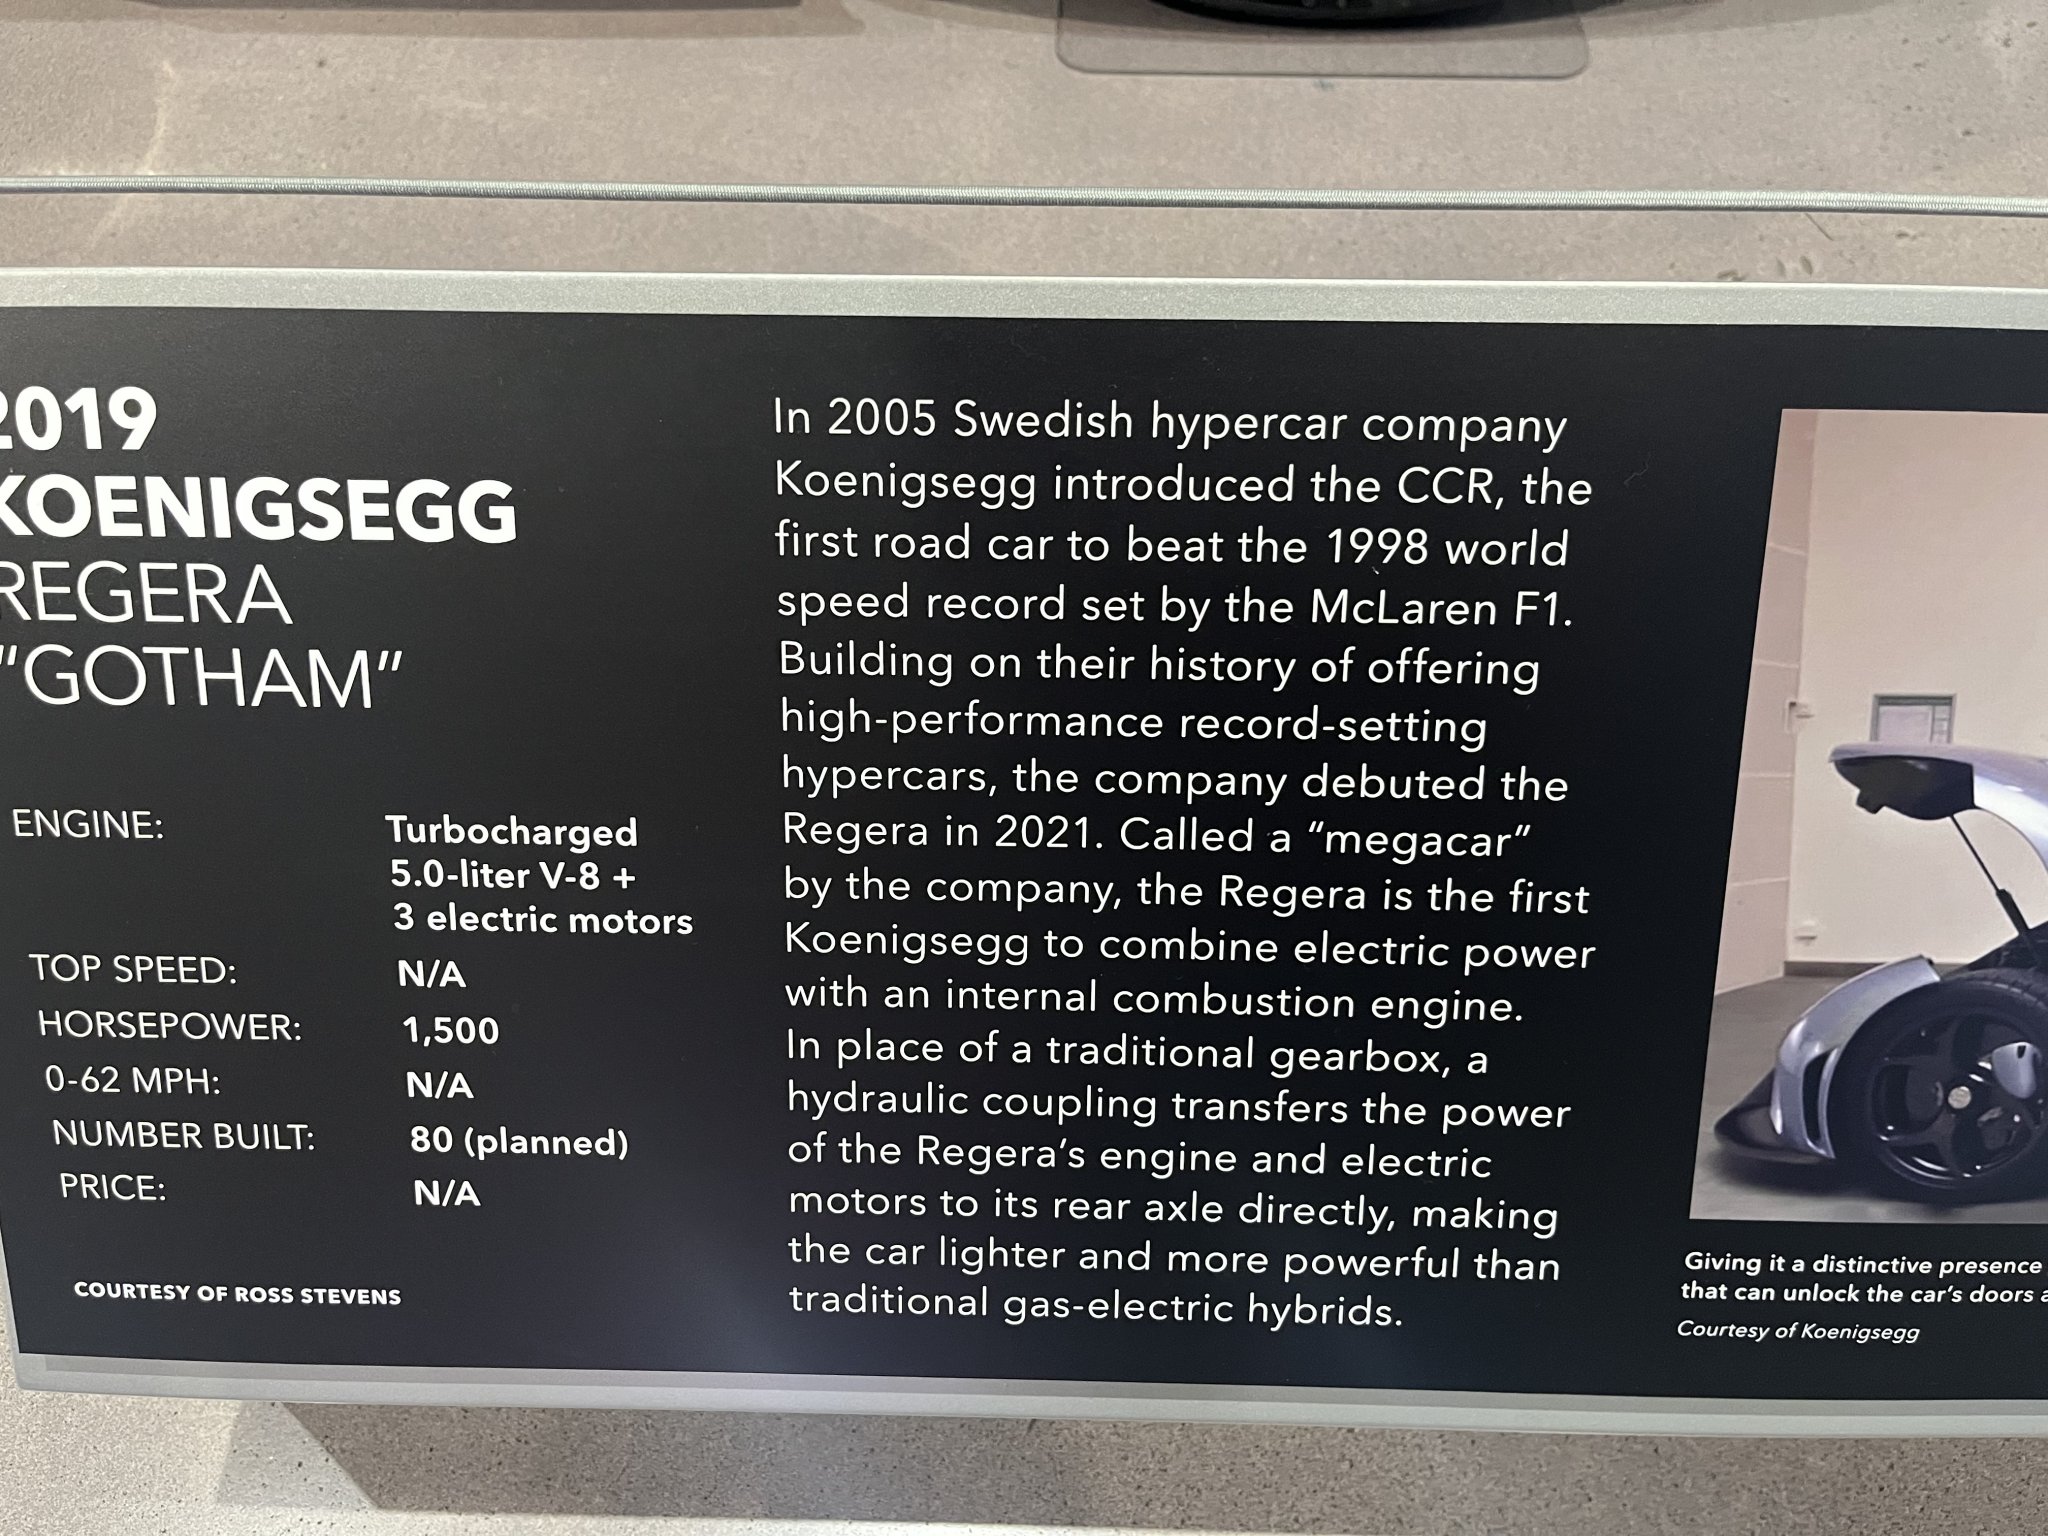 2019
KOENIGSEGG
REGERA
"GOTHAM"
ENGINE: Turbocharged
5.0-liter V-8 +
3 electric motors
TOP SPEED: N/A
HORSEPOWER: 1,500
0-62 MPH: N/A
NUMBER BUILT: 80 (planned)
PRICE: N/A
COURTESY OF ROSS STEVENS
In 2005 Swedish hypercar company
Koenigsegg introduced the CCR, the
first road car to beat the 1998 world
speed record set by the McLaren F1.
Building on their history of offering
high-performance record-setting
hypercars, the company debuted the
Regera in 2021. Called a "megacar"
by the company, the Regera is the first
Koenigsegg to combine electric power
with an internal combustion engine.
In place of a traditional gearbox, a
hydraulic coupling transfers the power
of the Regera's engine and electric
motors to its rear axle directly, making
the car lighter and more powerful than
traditional gas-electric hybrids.
Giving it a distinctive presence
that can unlock the car's doors
Courtesy of Koenigsegg